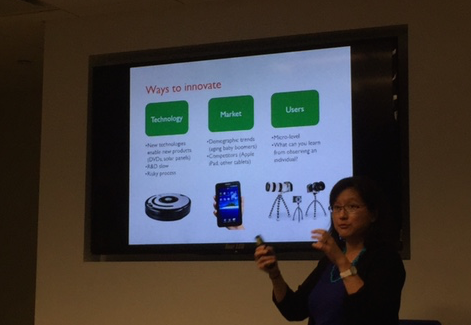 Ways to innovate
Technology
Market
Users
•New technologies
enable new products
(DVDs, solar panels)
•R&D slow
•Risky process
•Demographic trends
(aging baby boomers)
•Competitors (Apple
iPad, other tablets)
•Micro-level
•What can you learn
from observing an
individual?